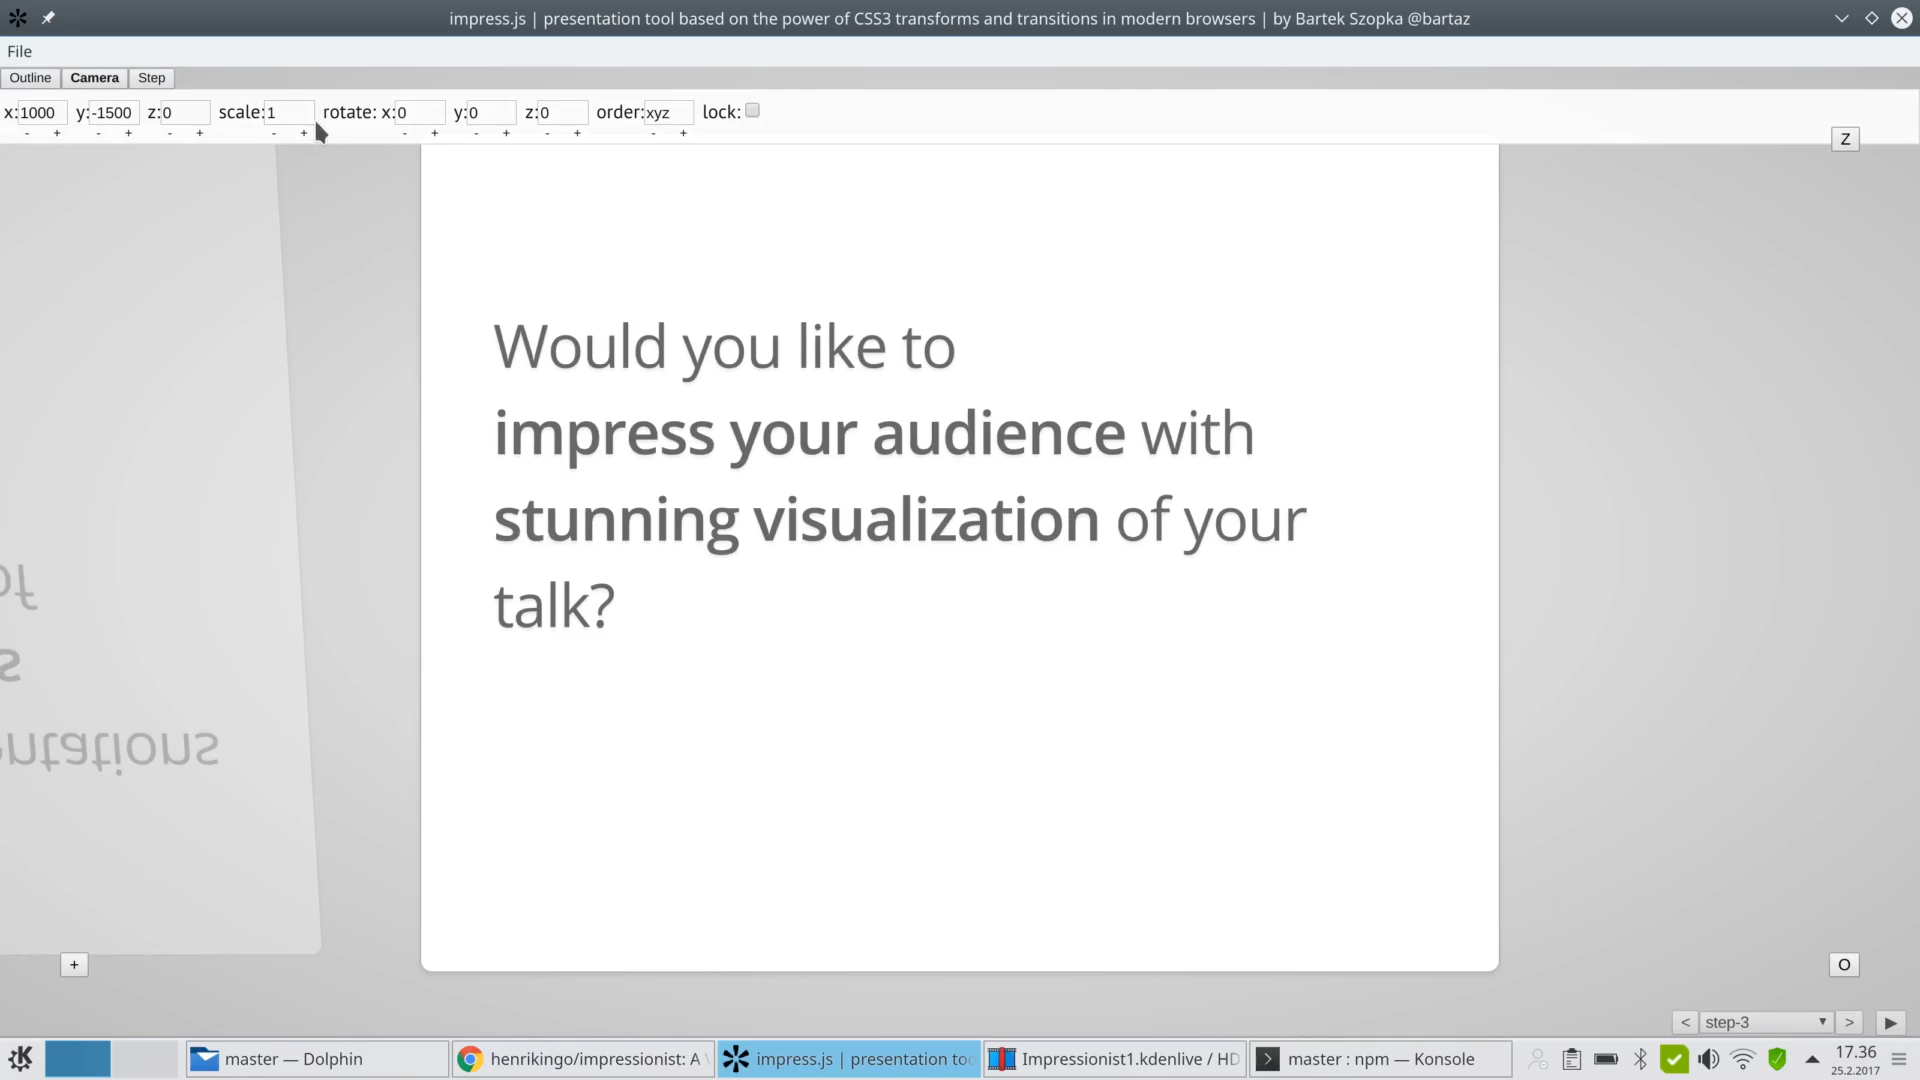 impress.js | presentation tool based on the power of CSS3 transforms and transitions in modern browsers | by Bartek Szopka @bartaz
File
Outline Camera Step
x: 1000 y: -1500 z: 0 scale: 1 rotate: x: 0 y: 0 z: 0 order: xyz lock:
- + - + - + - + - + - + - + - +
Z
Would you like to
impress your audience with
stunning visualization of your
talk?
of
s
entations
+ O
< step-3 >
master — Dolphin henrikingo/impressionist: A impress.js | presentation too Impressionist1.kdenlive / HD master : npm — Konsole 17.36
25.2.2017